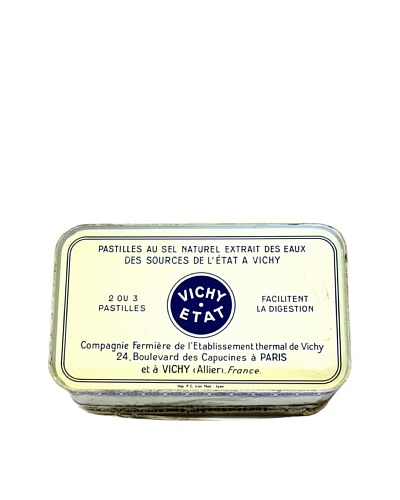 PASTILLES AU SEL NATUREL EXTRAIT DES EAUX
DES SOURCES DE L'ÉTAT A VICHY
2 OU 3
PASTILLES
VICHY
ETAT
FACILITENT
LA DIGESTION
Compagnie Fermière de l'Etablissement thermal de Vichy
24, Boulevard des Capucines à PARIS
et à VICHY (Allier), France.